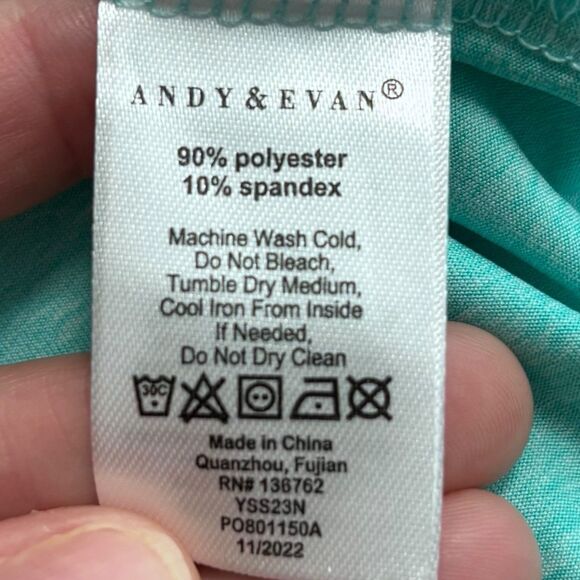 ANDY & EVAN®
90% polyester
10% spandex
Machine Wash Cold,
Do Not Bleach,
Tumble Dry Medium,
Cool Iron From Inside
If Needed,
Do Not Dry Clean
30C
Made in China
Quanzhou, Fujian
RN# 136762
YSS23N
PO801150A
11/2022